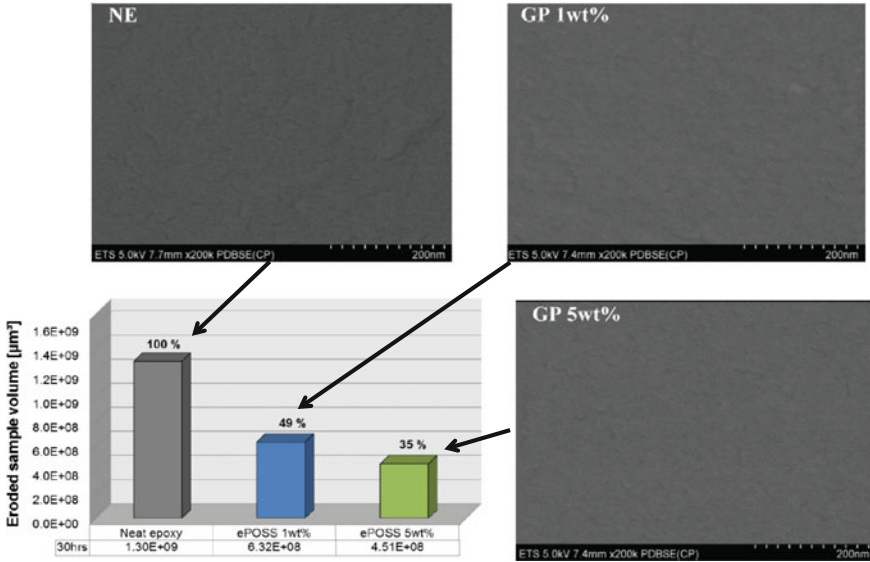 NE
ETS 5.0kV 7.7mm x200k PDBSE(CP) 200nm
GP 1wt%
ETS 5.0kV 7.4mm x200k PDBSE(CP) 200nm
Eroded sample volume [µm³]
1.6E+09
1.4E+09
1.2E+09
1.0E+09
8.0E+08
6.0E+08
4.0E+08
2.0E+08
0.0E+00
100 %
49 %
35 %
Neat epoxy ePOSS 1wt% ePOSS 5wt%
30hrs 1.30E+09 6.32E+08 4.51E+08
GP 5wt%
ETS 5.0kV 7.4mm x200k PDBSE(CP) 200nm